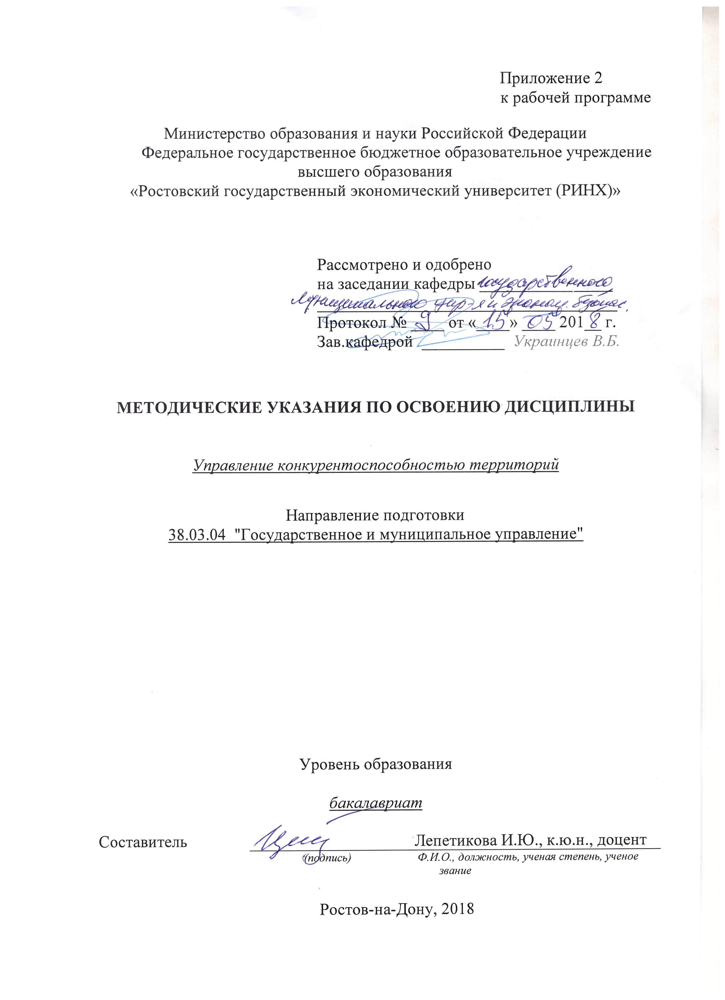 Приложение 2
к рабочей программе
Министерство образования и науки Российской Федерации
Федеральное государственное бюджетное образовательное учреждение
высшего образования
«Ростовский государственный экономический университет (РИНХ)»
Рассмотрено и одобрено
на заседании кафедры государственного,
муниципального упр-я и эконом. безопас.
Протокол № 9 от «15» 05 2018 г.
Зав.кафедрой Украинцев В.Б.
МЕТОДИЧЕСКИЕ УКАЗАНИЯ ПО ОСВОЕНИЮ ДИСЦИПЛИНЫ
Управление конкурентоспособностью территорий
Направление подготовки
38.03.04 "Государственное и муниципальное управление"
Уровень образования
бакалавриат
Составитель Лепетикова И.Ю., к.ю.н., доцент
(подпись) Ф.И.О., должность, ученая степень, ученое
звание
Ростов-на-Дону, 2018